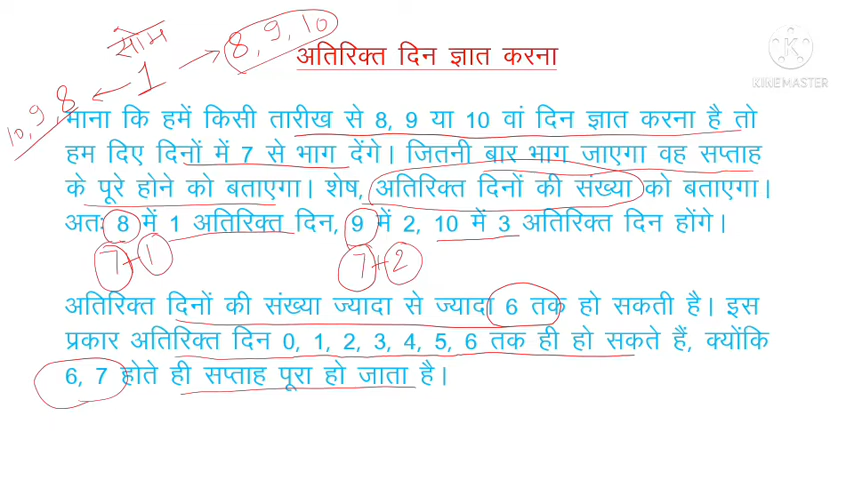 सोम
8, 9, 10
अतिरिक्त दिन ज्ञात करना
1
10, 9, 8
KINEMASTER
माना कि हमें किसी तारीख से 8, 9 या 10 वां दिन ज्ञात करना है तो
हम दिए दिनों में 7 से भाग देंगे। जितनी बार भाग जाएगा वह सप्ताह
के पूरे होने को बताएगा। शेष, अतिरिक्त दिनों की संख्या को बताएगा।
अतः 8 में 1 अतिरिक्त दिन, 9 में 2, 10 में 3 अतिरिक्त दिन होंगे।
7+1 7+2
अतिरिक्त दिनों की संख्या ज्यादा से ज्यादा 6 तक हो सकती है। इस
प्रकार अतिरिक्त दिन 0, 1, 2, 3, 4, 5, 6 तक ही हो सकते हैं, क्योंकि
6, 7 होते ही सप्ताह पूरा हो जाता है।